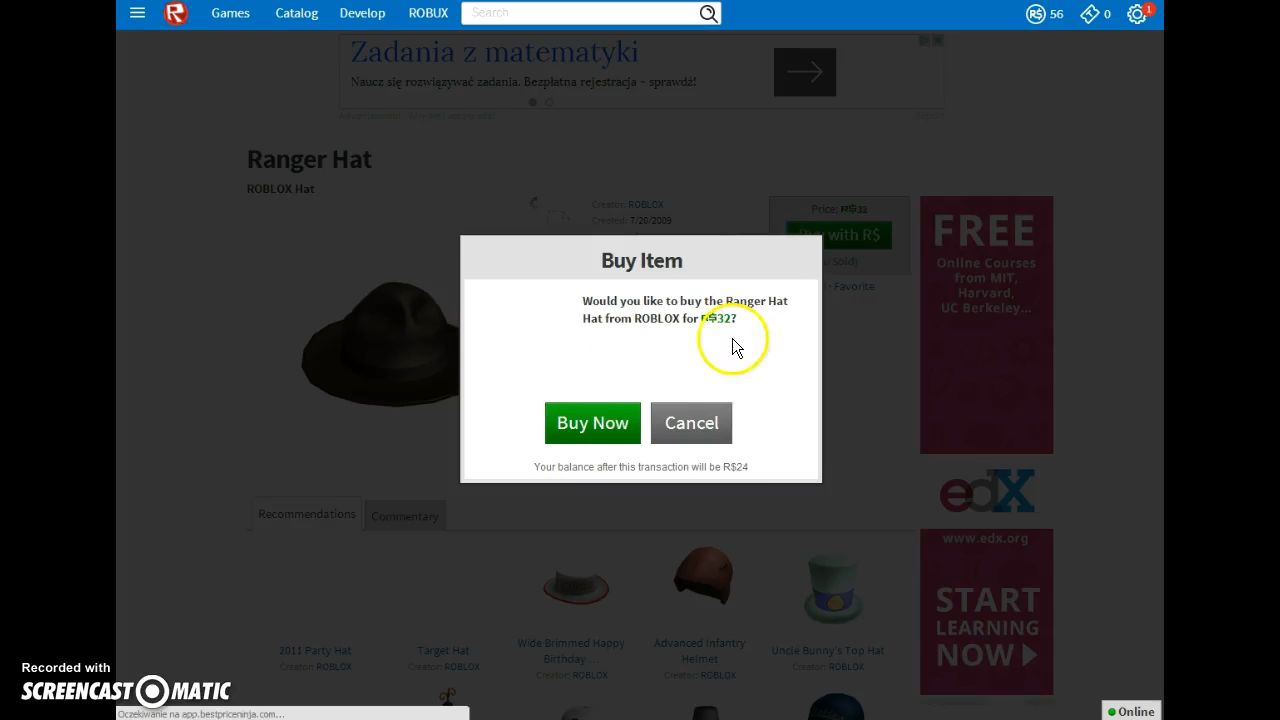 Games
Catalog
Develop
ROBUX
Search
R$ 56
0
1
Zadania z matematyki
Naucz się rozwiązywać zadania. Bezpłatna rejestracja - sprawdź!
Ranger Hat
ROBLOX Hat
Creator: ROBLOX
Created: 7/26/2009
Price: R$32
with R$
Sold)
Favorite
Buy Item
Would you like to buy the Ranger Hat
Hat from ROBLOX for R$32?
Buy Now
Cancel
Your balance after this transaction will be R$24
FREE
Online Courses
from MIT,
Harvard,
UC Berkeley...
edX
www.edx.org
START
LEARNING
NOW
Recommendations
Commentary
2011 Party Hat
Creator: ROBLOX
Target Hat
Creator: ROBLOX
Wide Brimmed Happy
Birthday ...
Creator: ROBLOX
Advanced Infantry
Helmet
Creator: ROBLOX
Uncle Bunny's Top Hat
Creator: ROBLOX
Recorded with
SCREENCAST MATIC
Oczekiwanie na app.bestpriceninja.com...
Online